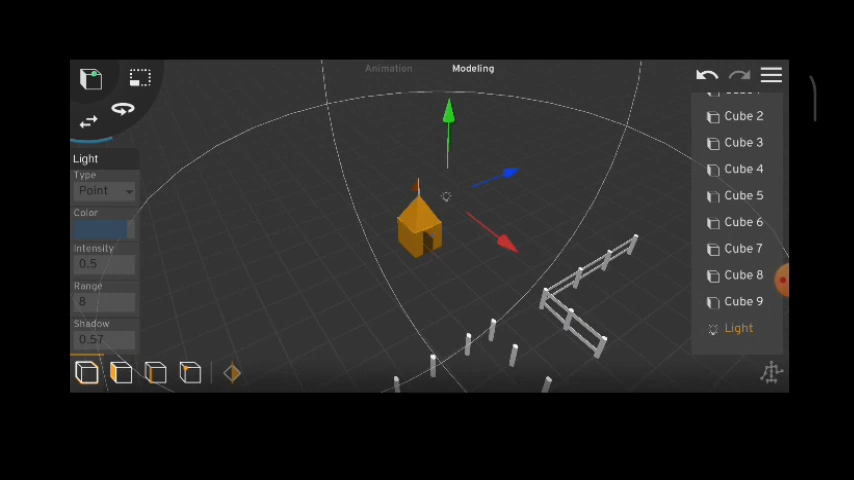 Animation
Modeling
Light
Type
Point
Color
Intensity
0.5
Range
8
Shadow
0.57
Cube 2
Cube 3
Cube 4
Cube 5
Cube 6
Cube 7
Cube 8
Cube 9
Light